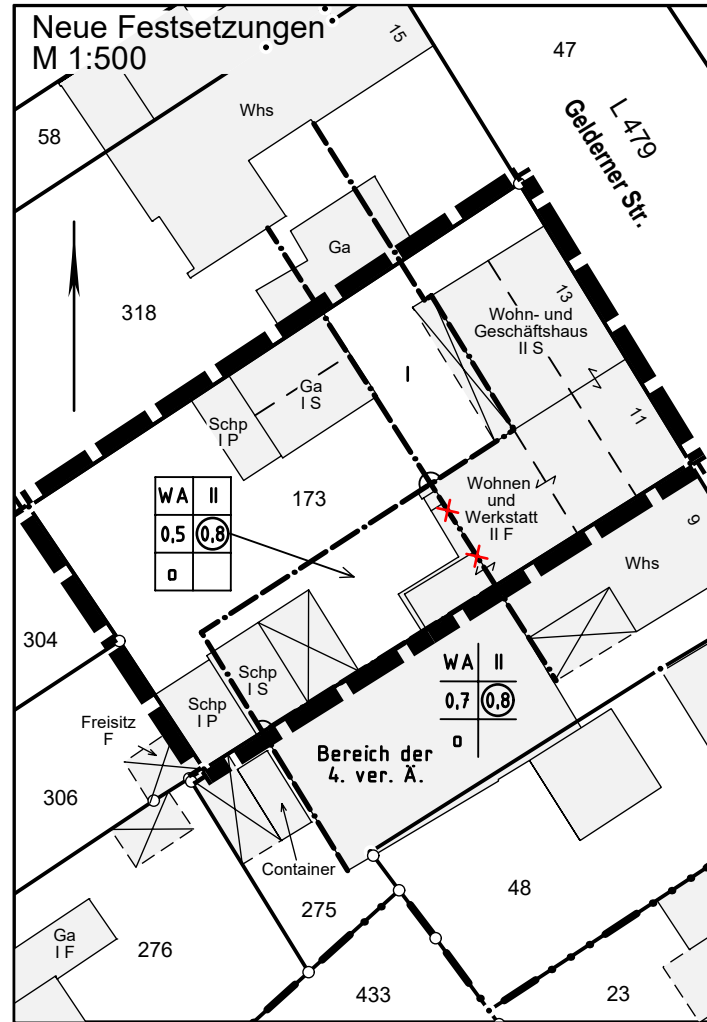 Neue Festsetzungen
M 1:500
15
47
58
Whs
L 479
Gelderner Str.
Ga
318
13
Wohn- und
Geschäftshaus
II S
I
Ga
I S
Schp
I P
11
WA II
0,5 0,8
o
173
Wohnen
und
Werkstatt
II F
9
Whs
304
Schp
I S
Schp
I P
WA II
0,7 0,8
o
Freisitz
F
Bereich der
4. ver. Ä.
306
Container
48
275
Ga
I F
276
433
23